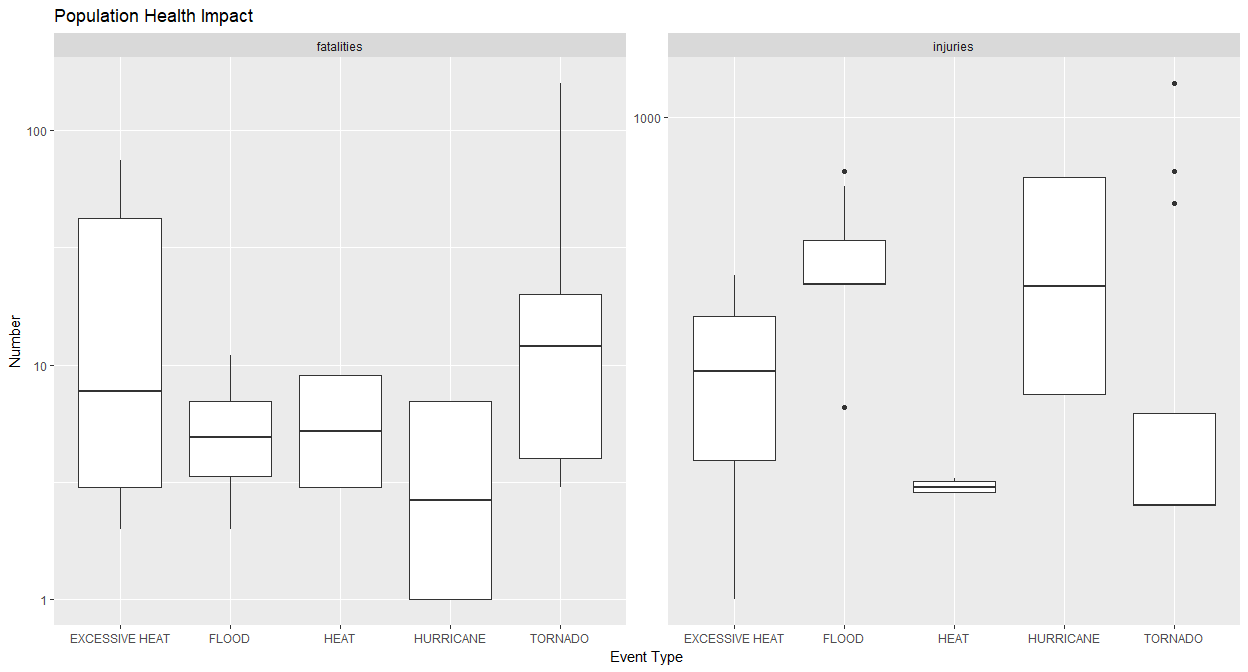 Population Health Impact
fatalities
injuries
Number
100
10
1
1000
EXCESSIVE HEAT
FLOOD
HEAT
HURRICANE
TORNADO
EXCESSIVE HEAT
FLOOD
HEAT
HURRICANE
TORNADO
Event Type